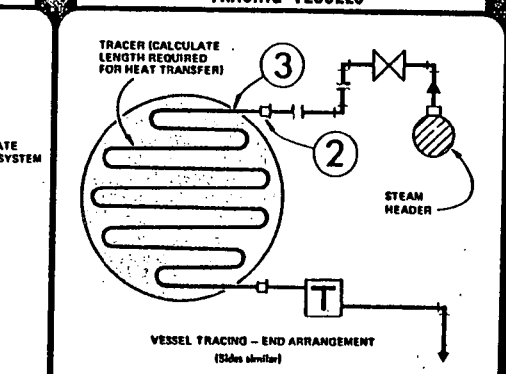 TRACING VESSELS
TRACER (CALCULATE
LENGTH REQUIRED
FOR HEAT TRANSFER)
3
2
ATE
SYSTEM
STEAM
HEADER
T
VESSEL TRACING – END ARRANGEMENT
(Sides similar)